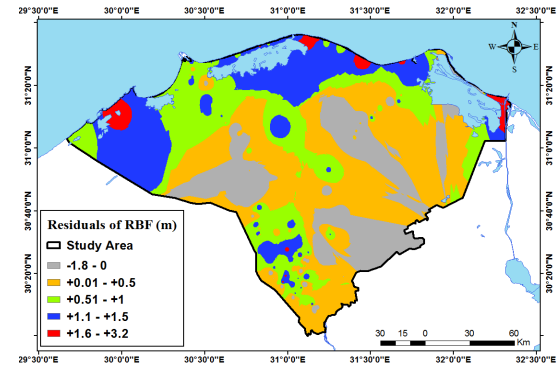 29°30'0"E 30°0'0"E 30°30'0"E 31°0'0"E 31°30'0"E 32°0'0"E 32°30'0"E
N
W E
S
31°20'0"N
31°20'0"N
31°0'0"N
31°0'0"N
30°40'0"N
30°40'0"N
30°20'0"N
30°20'0"N
Residuals of RBF (m)
Study Area
-1.8 - 0
+0.01 - +0.5
+0.51 - +1
+1.1 - +1.5
+1.6 - +3.2
30 15 0 30 60
Km
29°30'0"E 30°0'0"E 30°30'0"E 31°0'0"E 31°30'0"E 32°0'0"E 32°30'0"E